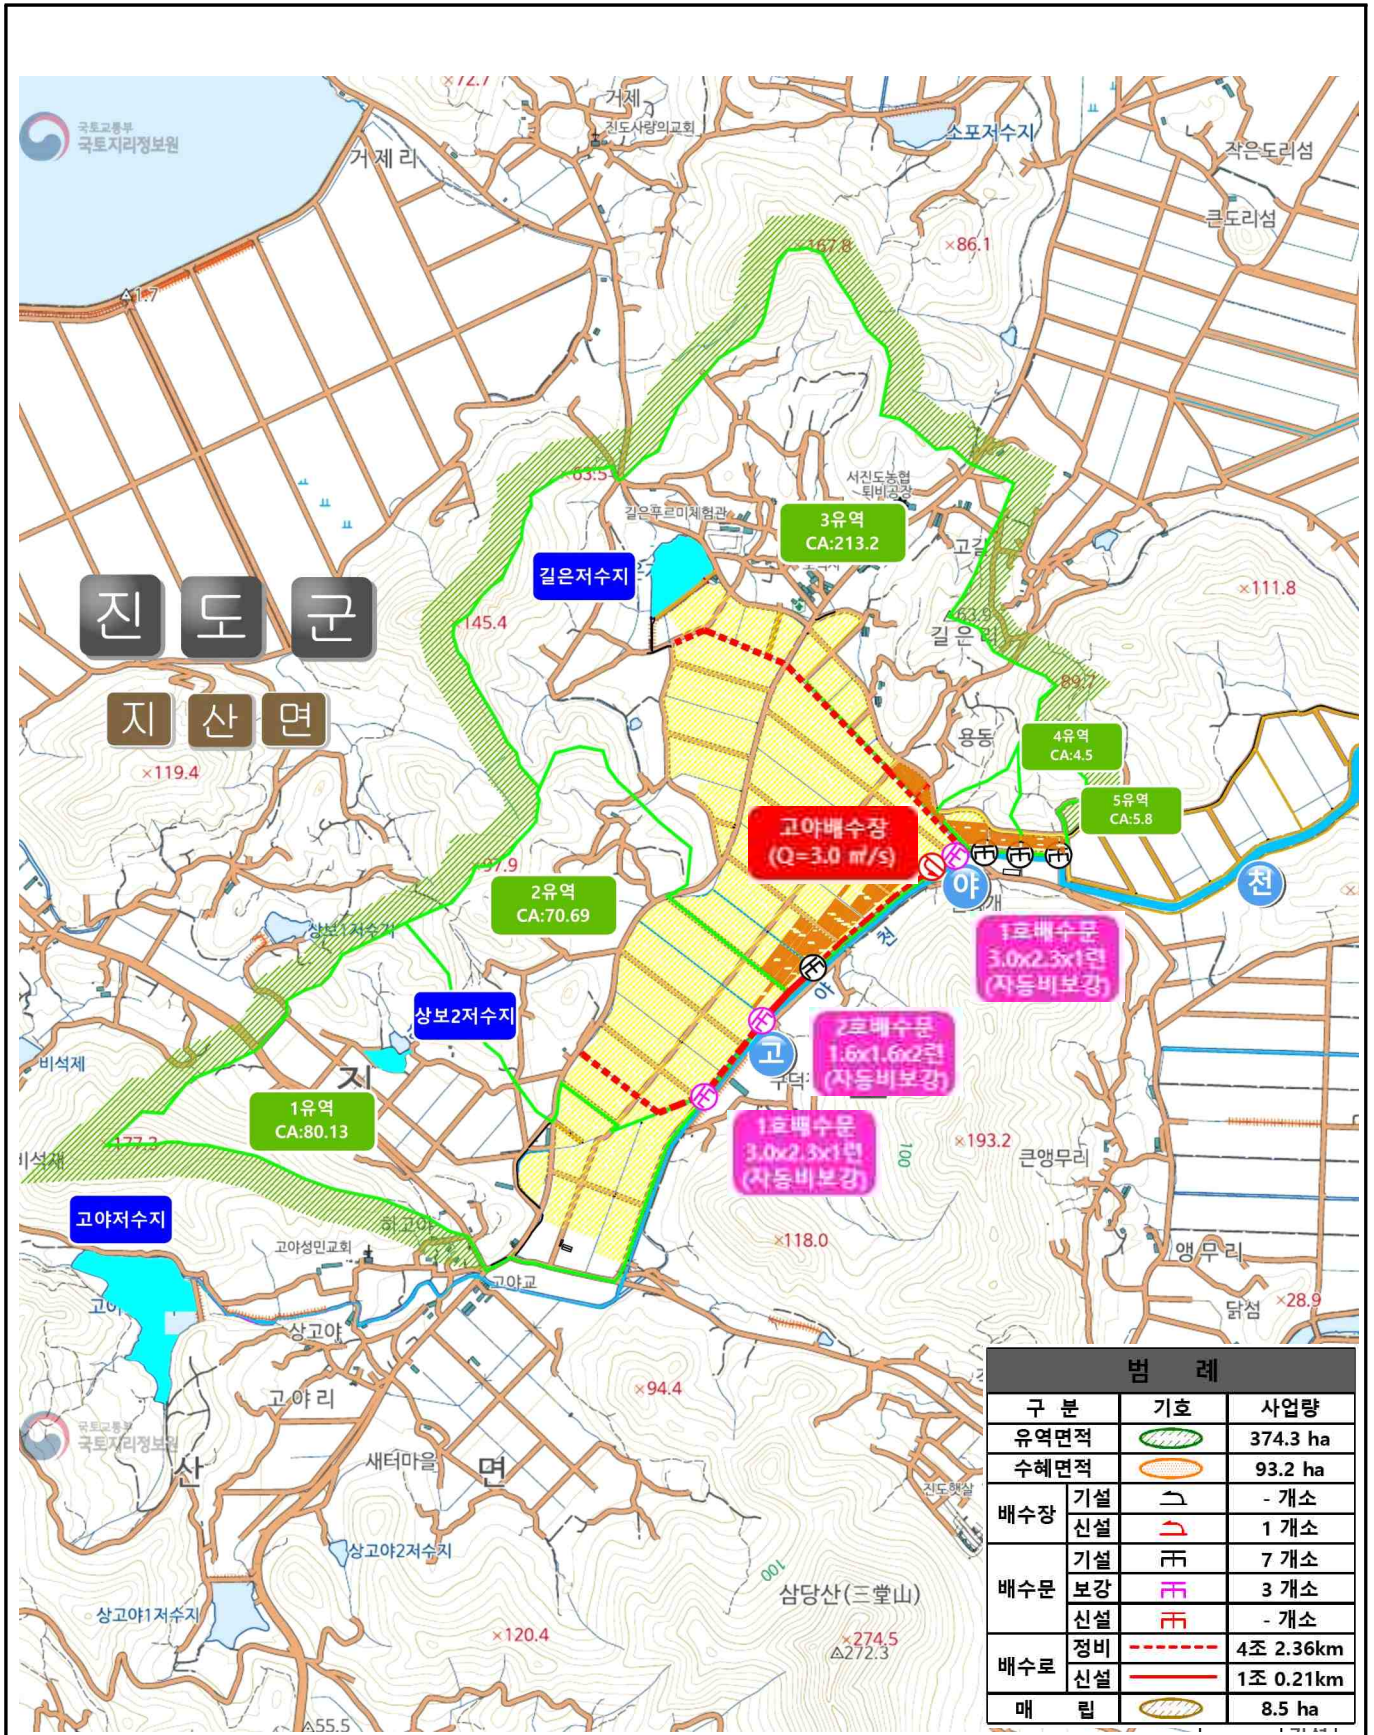 ×72.7
거제
진도사랑의교회
소포저수지
국토교통부
국토지리정보원
거제리
작은도리섬
큰도리섬
×167.8
×86.1
△1.7
×63.5
서진도농협
퇴비공장
길은푸르미체험관
3유역
CA:213.2
고길
길은저수지
×111.8
진 도 군
×145.4
△63.9
길은리
89.7
지 산 면
용동
4유역
CA:4.5
×119.4
5유역
CA:5.8
고야배수장
(Q=3.0 ㎥/s)
×97.9
2유역
CA:70.69
야
천
상보1저수지
천
1호배수문
3.0x2.3x1련
(자동비보강)
야
상보2저수지
2호배수문
1.6x1.6x2련
(자동비보강)
고
비석제
지
1유역
CA:80.13
1호배수문
3.0x2.3x1련
(자동비보강)
×177.3
비석재
100
×193.2
큰앵무리
고야저수지
하고야
고야성민교회
×118.0
앵무리
고야교
닭섬
×28.9
상고야
고야리
×94.4
국토교통부
국토지리정보원
산
새터마을
면
진도햇살
상고야2저수지
100
삼당산(三堂山)
상고야1저수지
×120.4
×274.5
△272.3
△55.5
범 례
구 분 기호 사업량
유역면적 374.3 ha
수혜면적 93.2 ha
배수장 기설 - 개소
신설 1 개소
배수문 기설 7 개소
보강 3 개소
신설 - 개소
배수로 정비 4조 2.36km
신설 1조 0.21km
매 립 8.5 ha